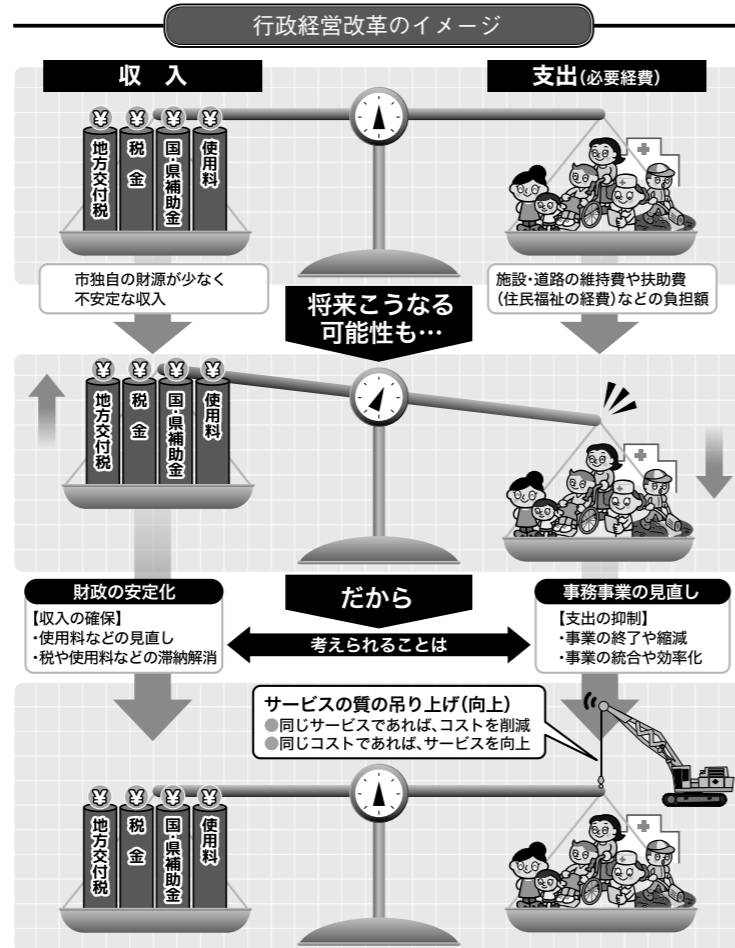 行政経営改革のイメージ
収 入
支出(必要経費)
¥ ¥ ¥ ¥
地方交付税
税金
国・県補助金
使用料
市独自の財源が少なく
不安定な収入
施設・道路の維持費や扶助費
(住民福祉の経費)などの負担額
将来こうなる
可能性も…
¥ ¥ ¥ ¥
地方交付税
税金
国・県補助金
使用料
財政の安定化
【収入の確保】
・使用料などの見直し
・税や使用料などの滞納解消
だから
考えられることは
事務事業の見直し
【支出の抑制】
・事業の終了や縮減
・事業の統合や効率化
サービスの質の吊り上げ(向上)
●同じサービスであれば、コストを削減
●同じコストであれば、サービスを向上
¥ ¥ ¥ ¥
地方交付税
税金
国・県補助金
使用料